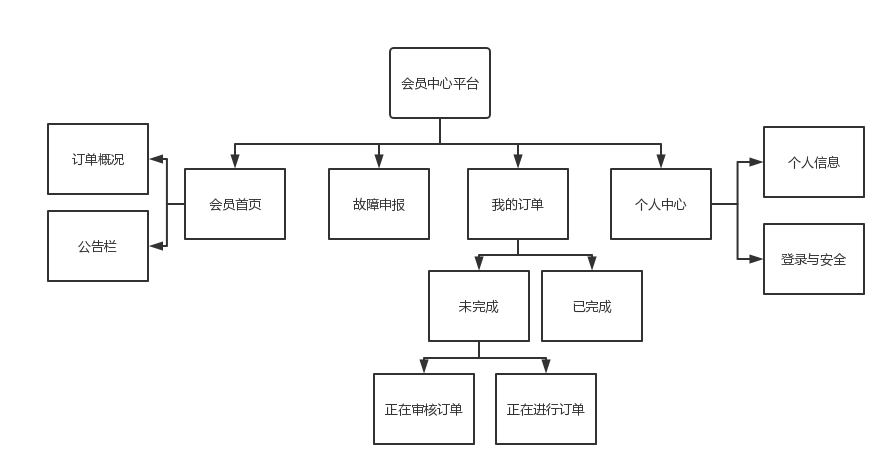 会员中心平台
订单概况
公告栏
会员首页
故障申报
我的订单
个人中心
个人信息
登录与安全
未完成
已完成
正在审核订单
正在进行订单